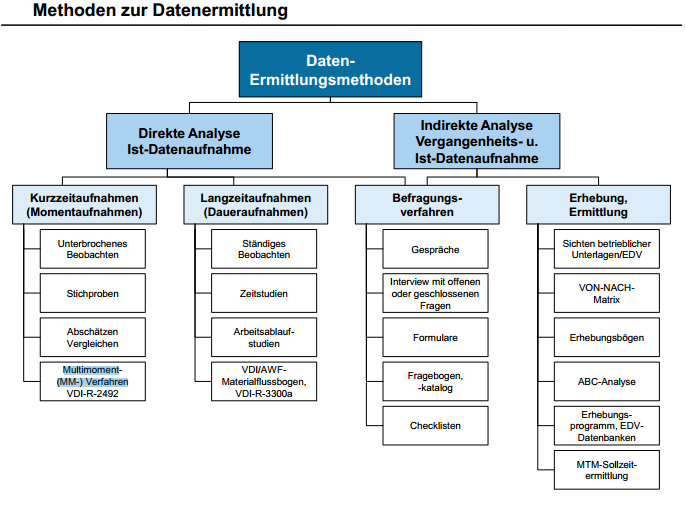 Methoden zur Datenermittlung
Daten-
Ermittlungsmethoden
Direkte Analyse
Ist-Datenaufnahme
Indirekte Analyse
Vergangenheits- u.
Ist-Datenaufnahme
Kurzzeitaufnahmen
(Momentaufnahmen)
Unterbrochenes
Beobachten
Stichproben
Abschätzen
Vergleichen
Multimoment-
(MM-) Verfahren
VDI-R-2492
Langzeitaufnahmen
(Daueraufnahmen)
Ständiges
Beobachten
Zeitstudien
Arbeitsablauf-
studien
VDI/AWF-
Materialflussbogen,
VDI-R-3300a
Befragungs-
verfahren
Gespräche
Interview mit offenen
oder geschlossenen
Fragen
Formulare
Fragebogen,
-katalog
Checklisten
Erhebung,
Ermittlung
Sichten betrieblicher
Unterlagen/EDV
VON-NACH-
Matrix
Erhebungsbögen
ABC-Analyse
Erhebungs-
programm, EDV-
Datenbanken
MTM-Sollzeit-
ermittlung